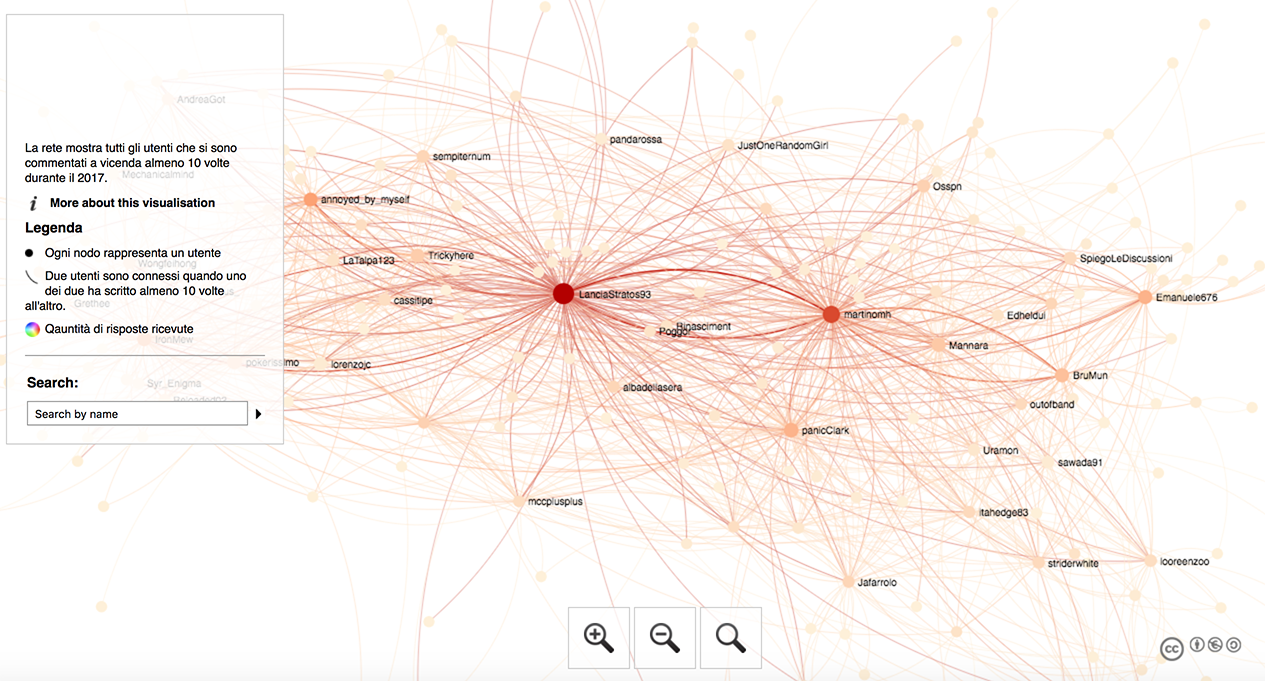 AndreaGot
La rete mostra tutti gli utenti che si sono
commentati a vicenda almeno 10 volte
durante il 2017.
Mechanicalmind
i More about this visualisation
Legenda
Ogni nodo rappresenta un utente
Wongfeihong
Due utenti sono connessi quando uno
dei due ha scritto almeno 10 volte
all'altro.
Grethee
Qauntità di risposte ricevute
IronMew
pokerissimo
Search:
Syr_Enigma
Search by name
pandarossa
JustOneRandomGirl
sempiternum
Osspn
annoyed_by_myself
LaTalpa123
Trickyhere
SpiegoLeDiscussioni
cassitipe
LanciaStratos93
Emanuele676
martinomh
Edheldui
Rinasciment
Poggor
Mannara
lorenzojc
BruMun
albadellasera
outofband
panicClark
Uramon
sawada91
mccplusplus
itahedge83
striderwhite
looreenzoo
Jafarrolo
cc